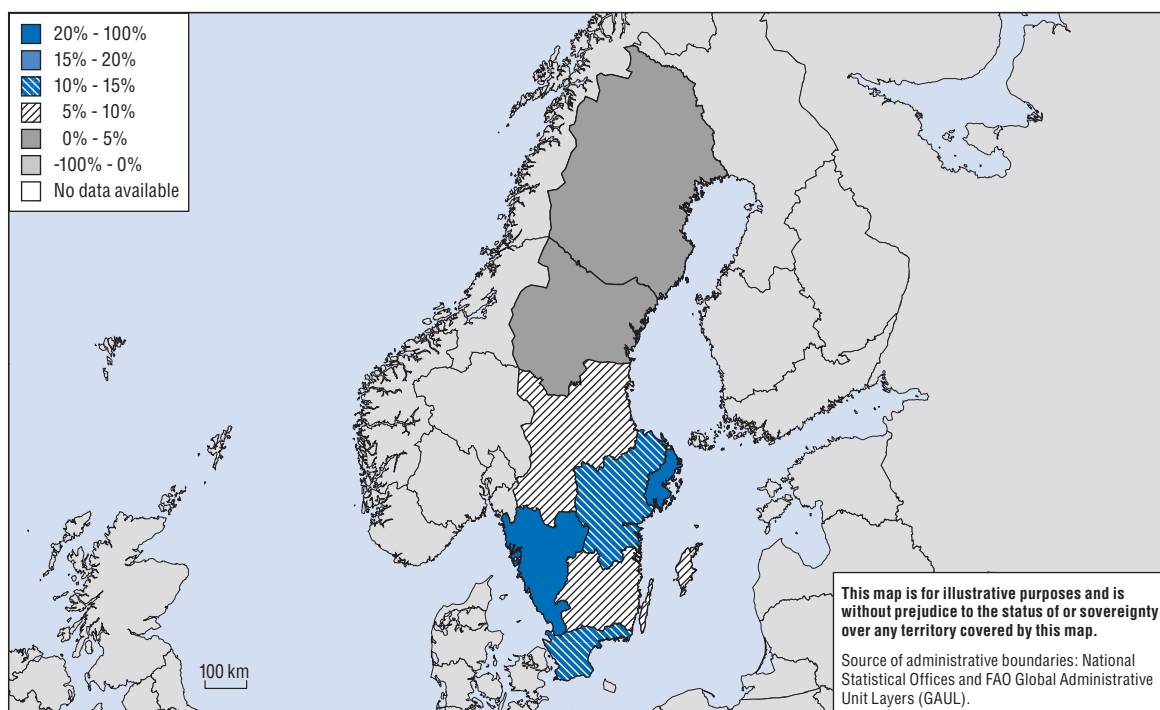 20% - 100%
15% - 20%
10% - 15%
5% - 10%
0% - 5%
-100% - 0%
No data available
100 km
This map is for illustrative purposes and is
without prejudice to the status of or sovereignty
over any territory covered by this map.
Source of administrative boundaries: National
Statistical Offices and FAO Global Administrative
Unit Layers (GAUL).